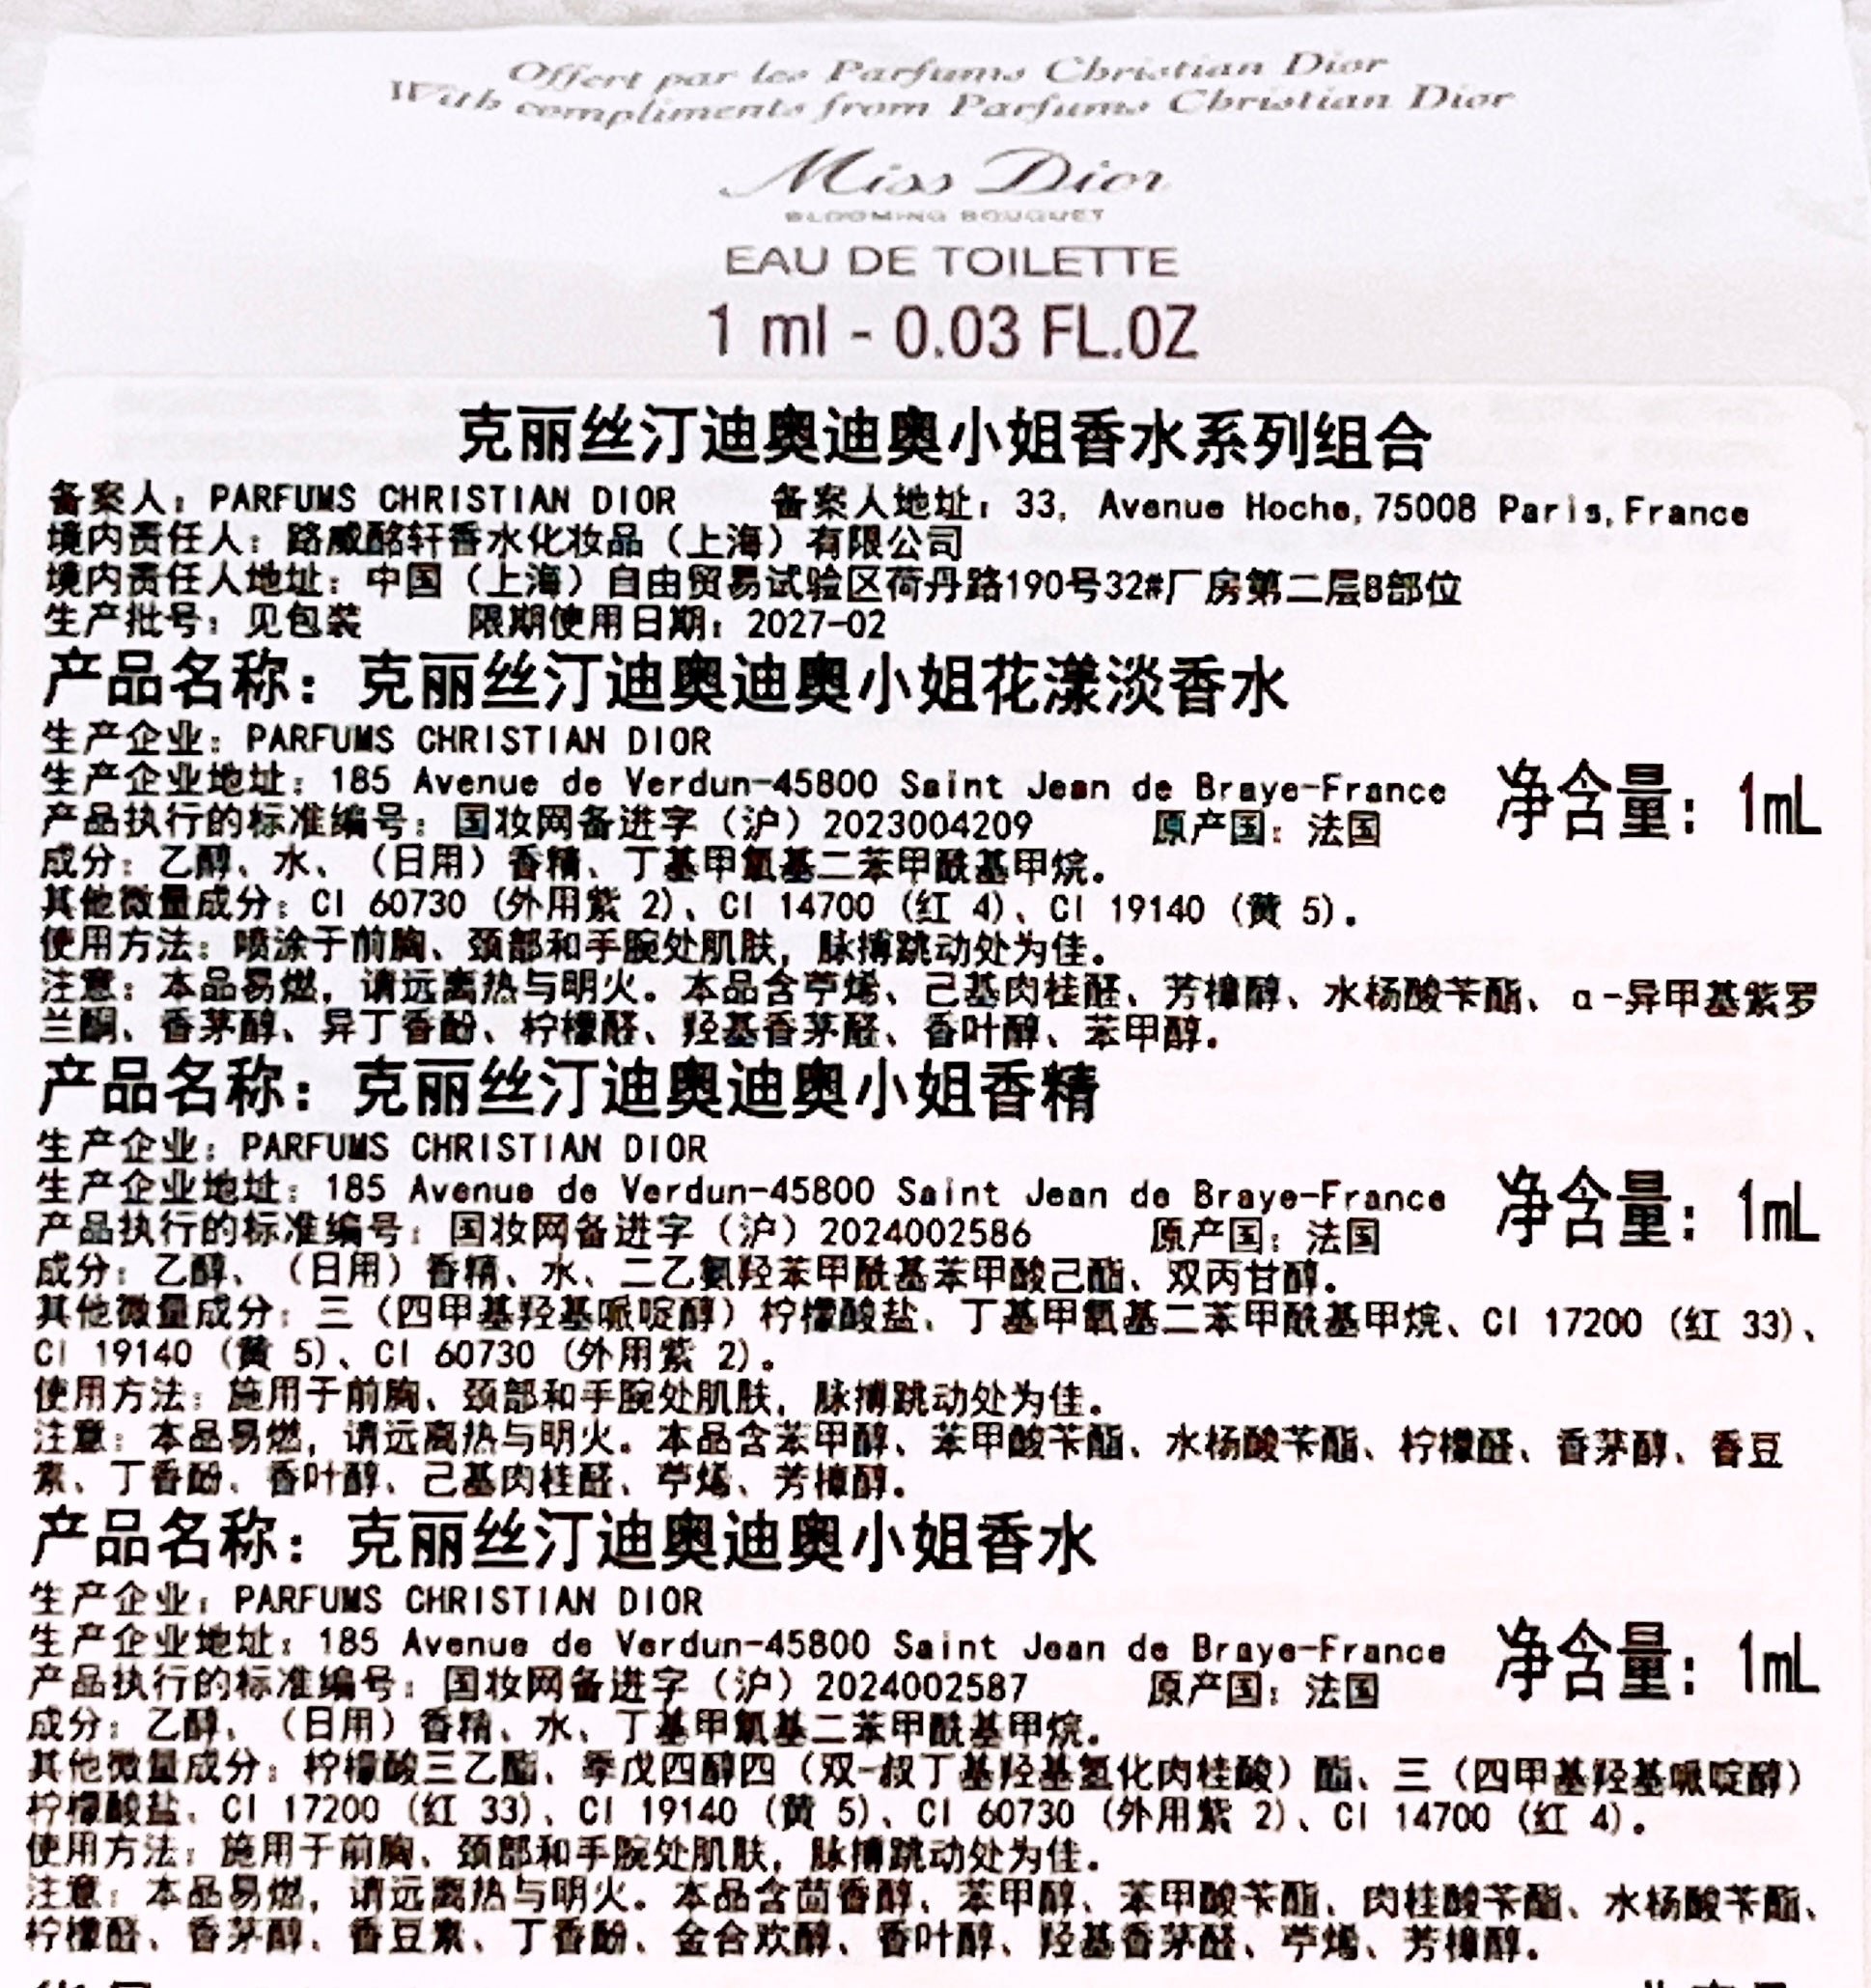 Offert par les Parfums Christian Dior
With compliments from Parfums Christian Dior
Miss Dior
BLOOMING BOUQUET
EAU DE TOILETTE
1 ml - 0.03 FL.OZ
克丽丝汀迪奥迪奥小姐香水系列组合
备案人：PARFUMS CHRISTIAN DIOR 备案人地址：33, Avenue Hoche,75008 Paris,France
境内责任人：路威酩轩香水化妆品（上海）有限公司
境内责任人地址：中国（上海）自由贸易试验区荷丹路190号32#厂房第二层B部位
生产批号：见包装 限期使用日期：2027-02
产品名称：克丽丝汀迪奥迪奥小姐花漾淡香水
生产企业：PARFUMS CHRISTIAN DIOR
生产企业地址：185 Avenue de Verdun-45800 Saint Jean de Braye-France 净含量：1mL
产品执行的标准编号：国妆网备进字（沪）2023004209 原产国：法国
成分：乙醇、水、（日用）香精、丁基甲氧基二苯甲酰基甲烷。
其他微量成分：CI 60730（外用紫 2）、CI 14700（红 4）、CI 19140（黄 5）。
使用方法：喷涂于前胸、颈部和手腕处肌肤，脉搏跳动处为佳。
注意：本品易燃，请远离热与明火。本品含苧烯、己基肉桂醛、芳樟醇、水杨酸苄酯、α-异甲基紫罗
兰酮、香茅醇、异丁香酚、柠檬醛、羟基香茅醛、香叶醇、苯甲醇。
产品名称：克丽丝汀迪奥迪奥小姐香精
生产企业：PARFUMS CHRISTIAN DIOR
生产企业地址：185 Avenue de Verdun-45800 Saint Jean de Braye-France 净含量：1mL
产品执行的标准编号：国妆网备进字（沪）2024002586 原产国：法国
成分：乙醇、（日用）香精、水、二乙氨羟苯甲酰基苯甲酸己酯、双丙甘醇。
其他微量成分：三（四甲基羟基哌啶醇）柠檬酸盐、丁基甲氧基二苯甲酰基甲烷、CI 17200（红 33）、
CI 19140（黄 5）、CI 60730（外用紫 2）。
使用方法：施用于前胸、颈部和手腕处肌肤，脉搏跳动处为佳。
注意：本品易燃，请远离热与明火。本品含苯甲醇、苯甲酸苄酯、水杨酸苄酯、柠檬醛、香茅醇、香豆
素、丁香酚、香叶醇、己基肉桂醛、苧烯、芳樟醇。
产品名称：克丽丝汀迪奥迪奥小姐香水
生产企业：PARFUMS CHRISTIAN DIOR
生产企业地址：185 Avenue de Verdun-45800 Saint Jean de Braye-France 净含量：1mL
产品执行的标准编号：国妆网备进字（沪）2024002587 原产国：法国
成分：乙醇、（日用）香精、水、丁基甲氧基二苯甲酰基甲烷。
其他微量成分：柠檬酸三乙酯、季戊四醇四（双-叔丁基羟基氢化肉桂酸）酯、三（四甲基羟基哌啶醇）
柠檬酸盐、CI 17200（红 33）、CI 19140（黄 5）、CI 60730（外用紫 2）、CI 14700（红 4）。
使用方法：施用于前胸、颈部和手腕处肌肤，脉搏跳动处为佳。
注意：本品易燃，请远离热与明火。本品含茴香醇、苯甲醇、苯甲酸苄酯、肉桂酸苄酯、水杨酸苄酯、
柠檬醛、香茅醇、香豆素、丁香酚、金合欢醇、香叶醇、羟基香茅醛、苧烯、芳樟醇。